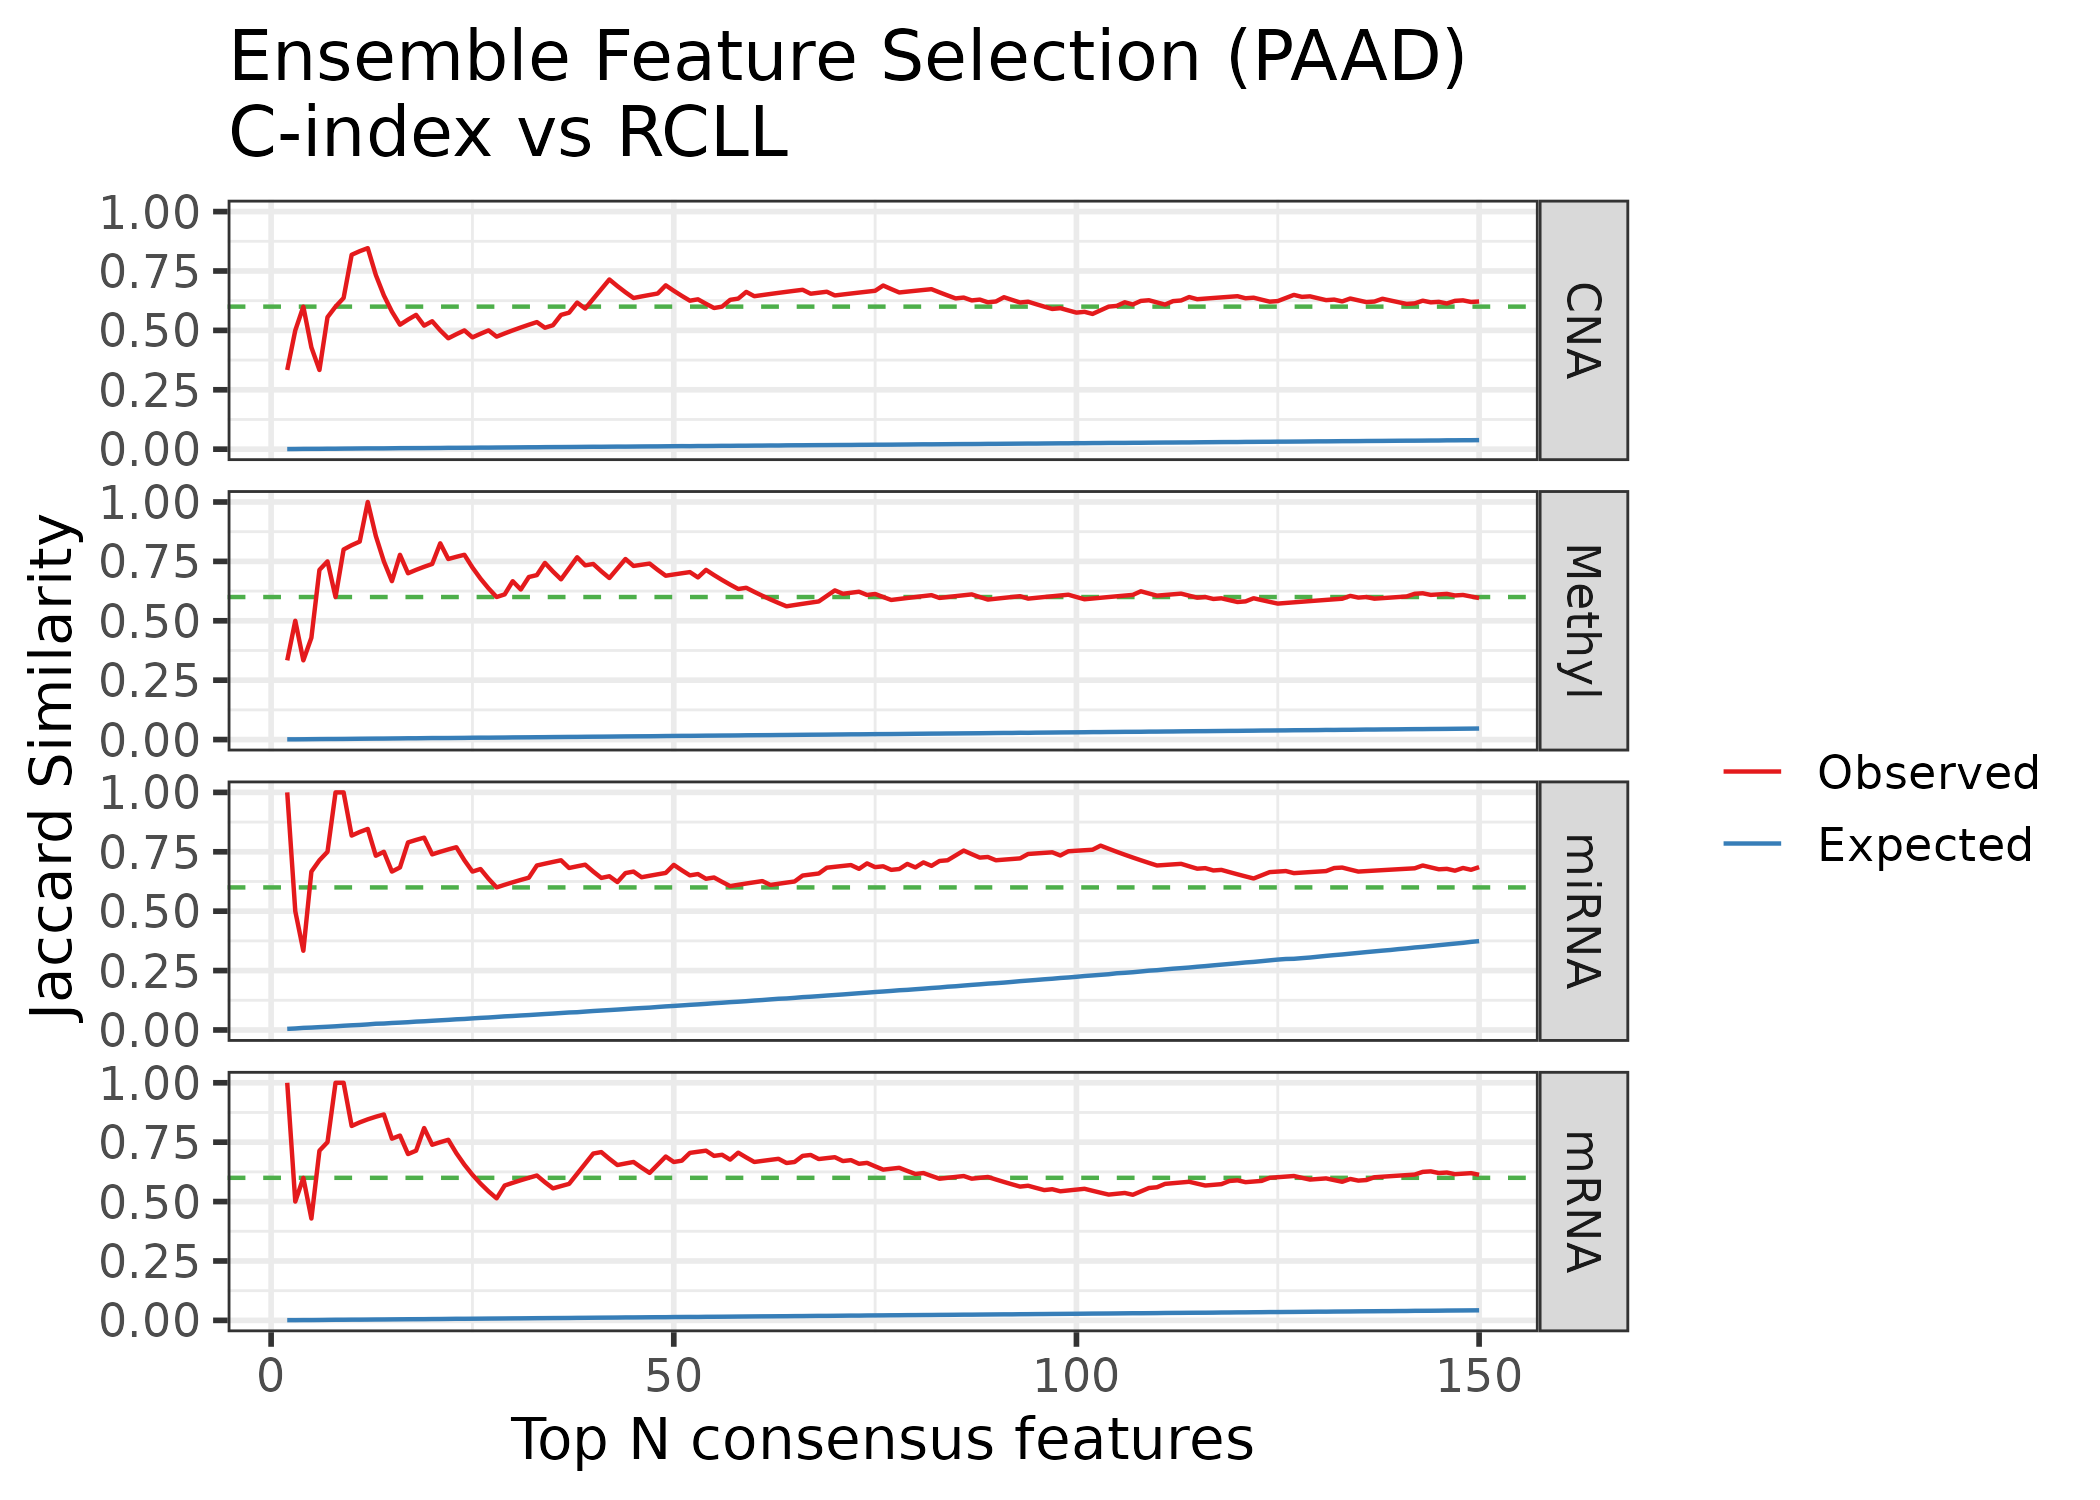 Ensemble Feature Selection (PAAD)
C-index vs RCLL
Jaccard Similarity
1.00
0.75
0.50
0.25
0.00
CNA
1.00
0.75
0.50
0.25
0.00
Methyl
1.00
0.75
0.50
0.25
0.00
miRNA
1.00
0.75
0.50
0.25
0.00
mRNA
0 50 100 150
Top N consensus features
Observed
Expected